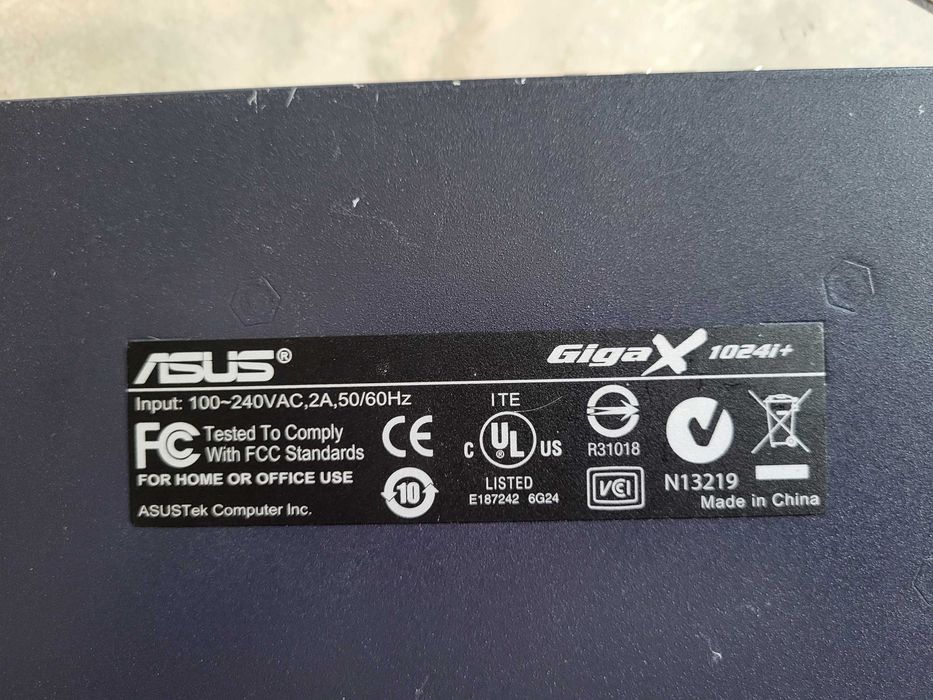 ASUS®
GigaX 1024i+
Input: 100~240VAC,2A,50/60Hz
FC Tested To Comply
With FCC Standards
FOR HOME OR OFFICE USE
ASUSTek Computer Inc.
CE
10
ITE
C UL® US
LISTED
E187242 6G24
R31018
VCI
N13219
Made in China